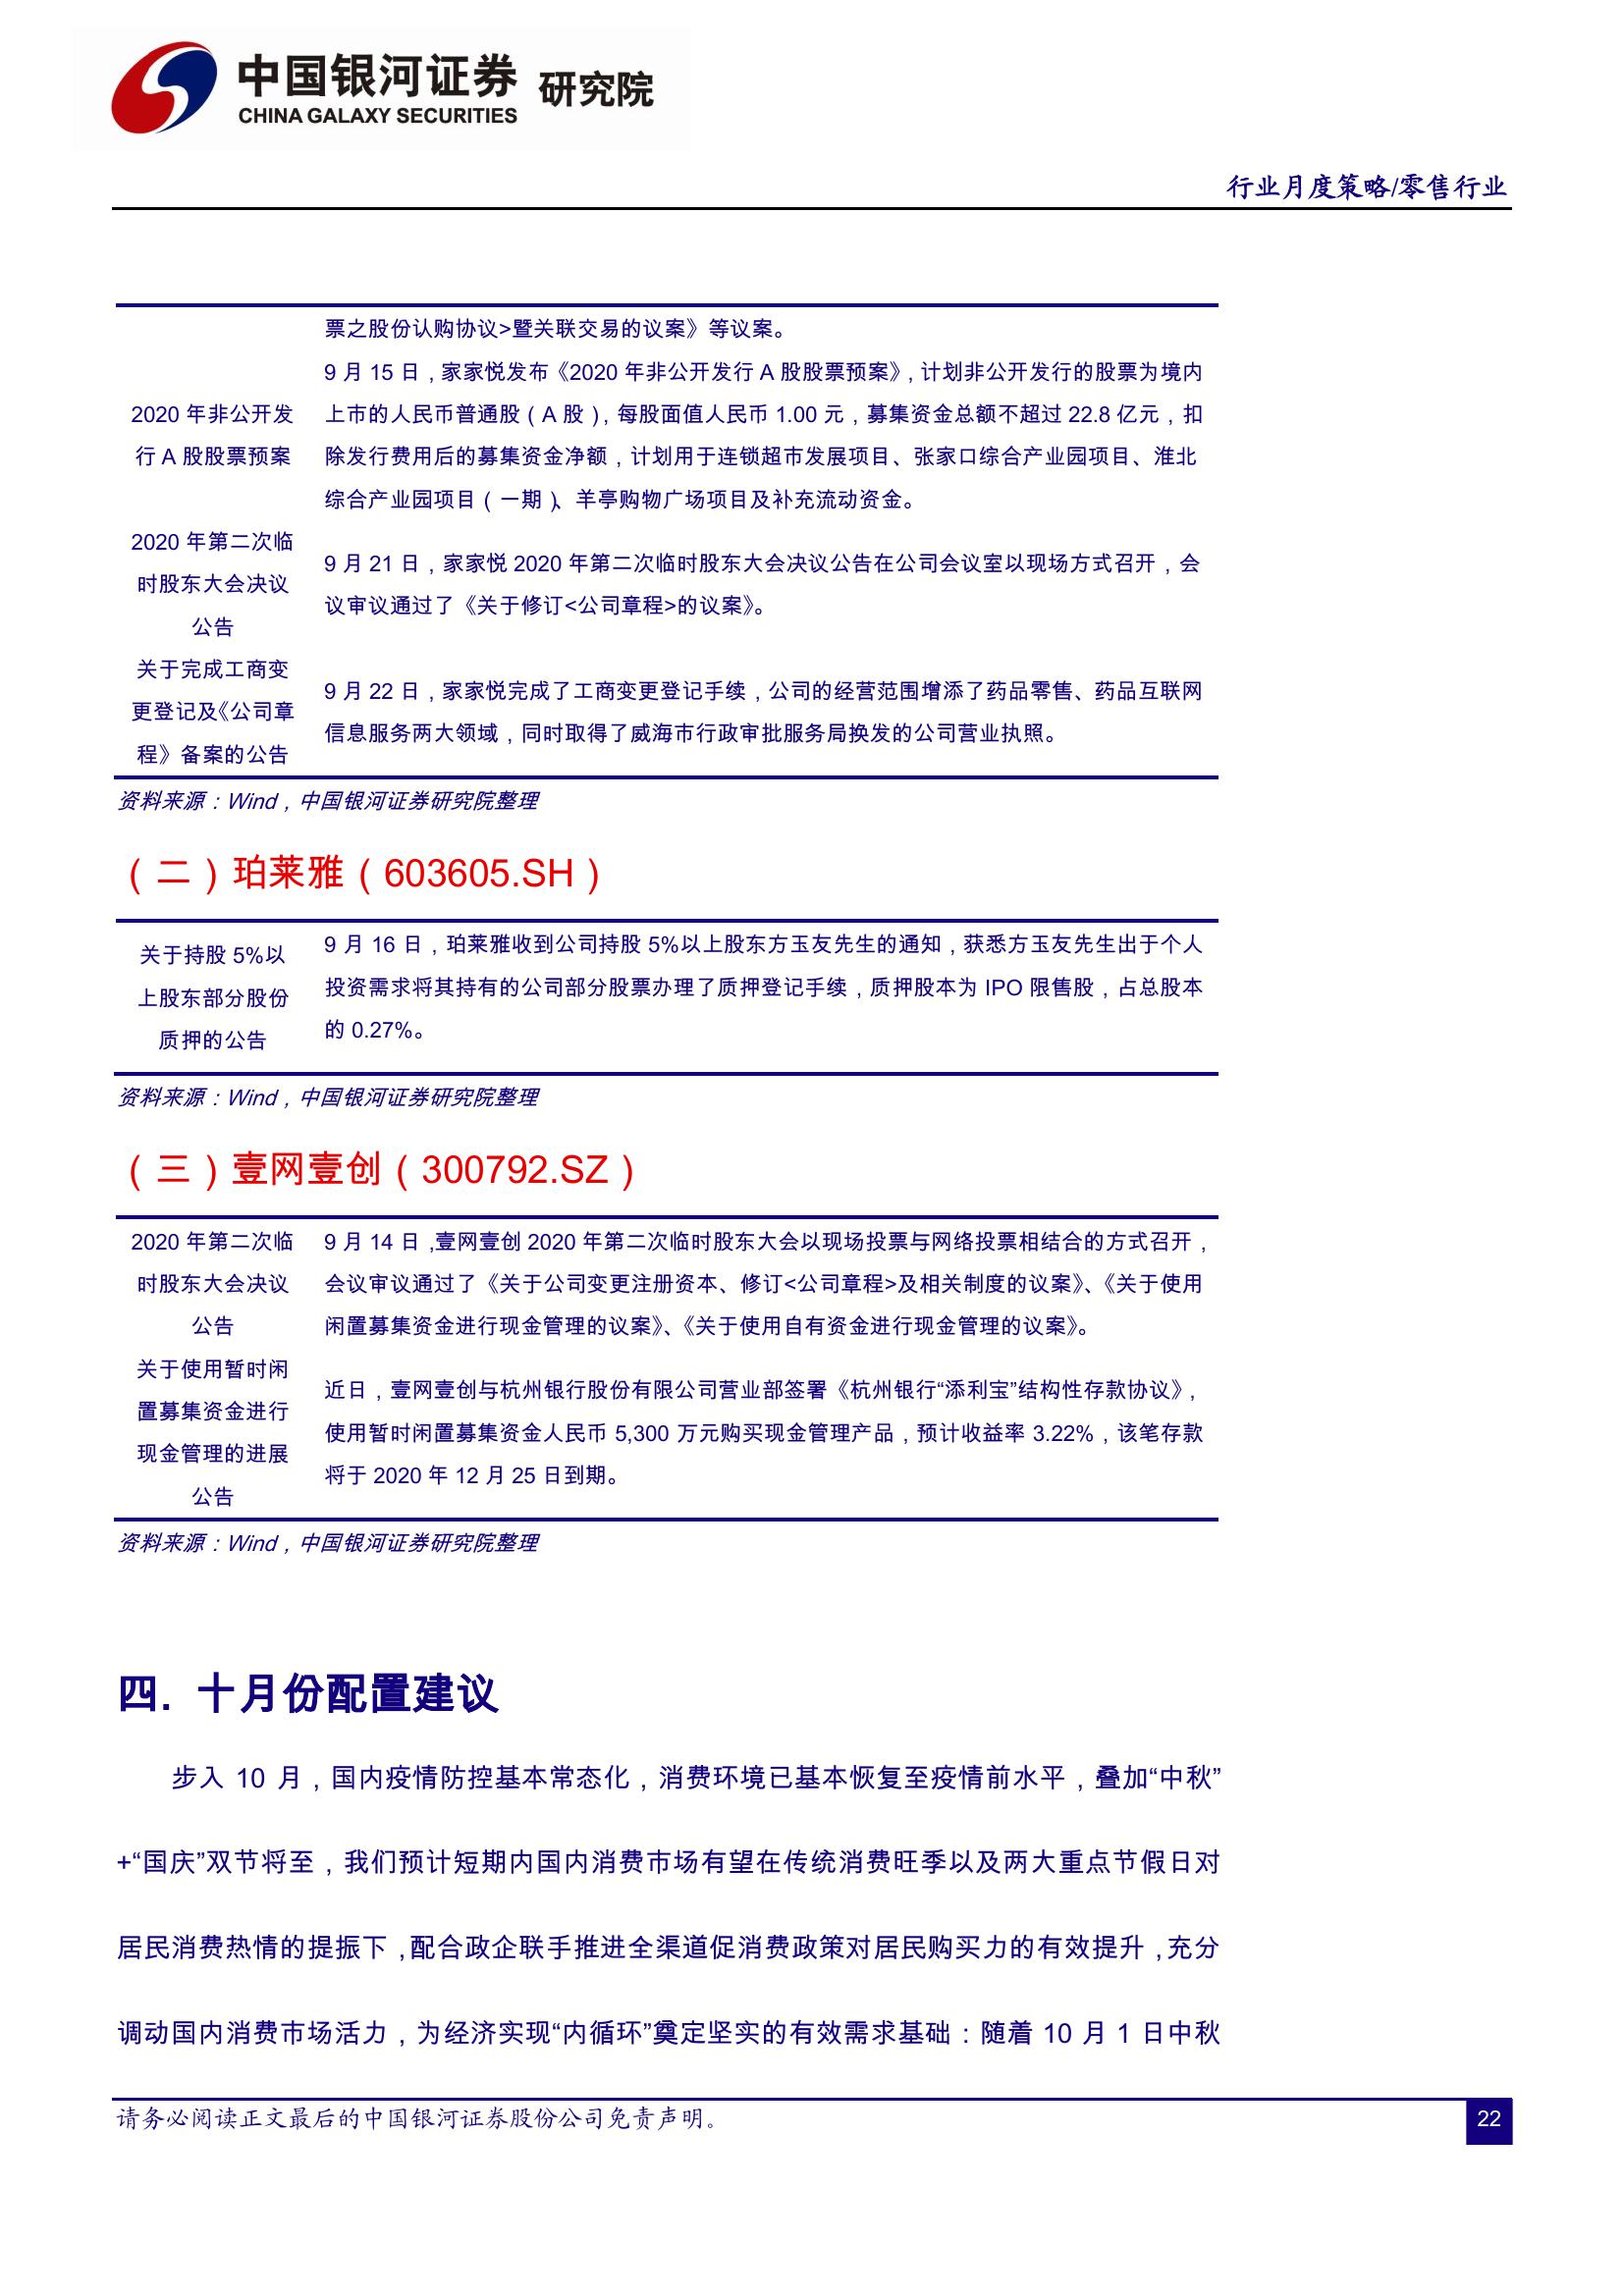 中国银河证券 研究院
CHINA GALAXY SECURITIES
行业月度策略/零售行业
票之股份认购协议>暨关联交易的议案》等议案。
2020 年非公开发
行 A 股股票预案
9 月 15 日，家家悦发布《2020 年非公开发行 A 股股票预案》，计划非公开发行的股票为境内
上市的人民币普通股（A 股），每股面值人民币 1.00 元，募集资金总额不超过 22.8 亿元，扣
除发行费用后的募集资金净额，计划用于连锁超市发展项目、张家口综合产业园项目、淮北
综合产业园项目（一期）、羊亭购物广场项目及补充流动资金。
2020 年第二次临
时股东大会决议
公告
9 月 21 日，家家悦 2020 年第二次临时股东大会决议公告在公司会议室以现场方式召开，会
议审议通过了《关于修订<公司章程>的议案》。
关于完成工商变
更登记及《公司章
程》备案的公告
9 月 22 日，家家悦完成了工商变更登记手续，公司的经营范围增添了药品零售、药品互联网
信息服务两大领域，同时取得了威海市行政审批服务局换发的公司营业执照。
资料来源：Wind，中国银河证券研究院整理
（二）珀莱雅（603605.SH）
关于持股 5%以
上股东部分股份
质押的公告
9 月 16 日，珀莱雅收到公司持股 5%以上股东方玉友先生的通知，获悉方玉友先生出于个人
投资需求将其持有的公司部分股票办理了质押登记手续，质押股本为 IPO 限售股，占总股本
的 0.27%。
资料来源：Wind，中国银河证券研究院整理
（三）壹网壹创（300792.SZ）
2020 年第二次临
时股东大会决议
公告
9 月 14 日，壹网壹创 2020 年第二次临时股东大会以现场投票与网络投票相结合的方式召开，
会议审议通过了《关于公司变更注册资本、修订<公司章程>及相关制度的议案》、《关于使用
闲置募集资金进行现金管理的议案》、《关于使用自有资金进行现金管理的议案》。
关于使用暂时闲
置募集资金进行
现金管理的进展
公告
近日，壹网壹创与杭州银行股份有限公司营业部签署《杭州银行“添利宝”结构性存款协议》，
使用暂时闲置募集资金人民币 5,300 万元购买现金管理产品，预计收益率 3.22%，该笔存款
将于 2020 年 12 月 25 日到期。
资料来源：Wind，中国银河证券研究院整理
四. 十月份配置建议
步入 10 月，国内疫情防控基本常态化，消费环境已基本恢复至疫情前水平，叠加“中秋”
+“国庆”双节将至，我们预计短期内国内消费市场有望在传统消费旺季以及两大重点节假日对
居民消费热情的提振下，配合政企联手推进全渠道促消费政策对居民购买力的有效提升，充分
调动国内消费市场活力，为经济实现“内循环”奠定坚实的有效需求基础：随着 10 月 1 日中秋
请务必阅读正文最后的中国银河证券股份公司免责声明。
22